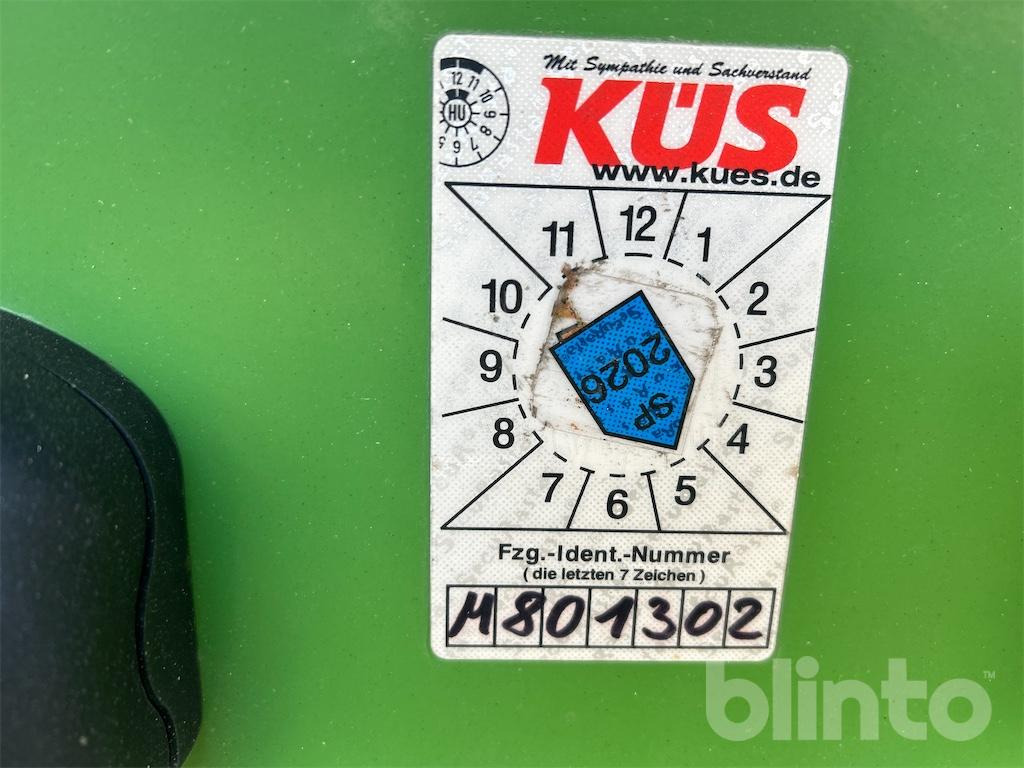 Mit Sympathie und Sachverstand
12 11 10 9 8 7 6 5
HU
KÜS
www.kues.de
11 12 1
10 2
9 3
8 4
7 6 5
2026
SP
Fzg.-Ident.-Nummer
(die letzten 7 Zeichen)
M801302
blinto™